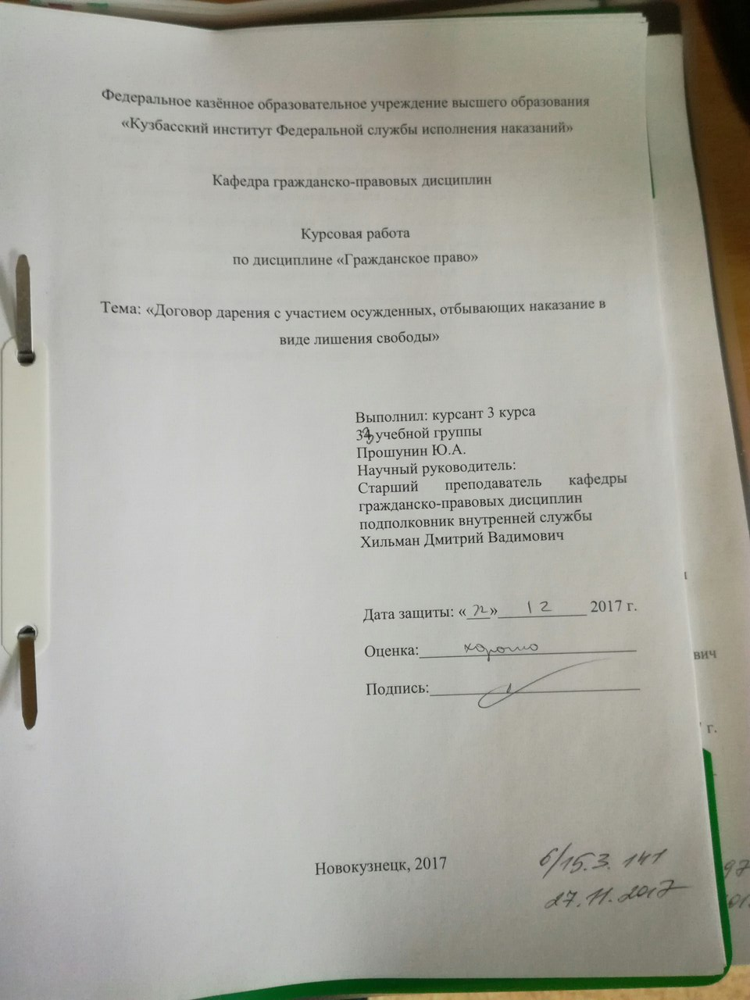 Федеральное казённое образовательное учреждение высшего образования
«Кузбасский институт Федеральной службы исполнения наказаний»
Кафедра гражданско-правовых дисциплин
Курсовая работа
по дисциплине «Гражданское право»
Тема: «Договор дарения с участием осужденных, отбывающих наказание в
виде лишения свободы»
Выполнил: курсант 3 курса
учебной группы
Прошунин Ю.А.
Научный руководитель:
Старший преподаватель кафедры
гражданско-правовых дисциплин
подполковник внутренней службы
Хильман Дмитрий Вадимович
Дата защиты: «__»12 2017 г.
Оценка: хорошо
Подпись:
Новокузнецк, 2017
6/15.3. 141
27.11.2017
вич
г.